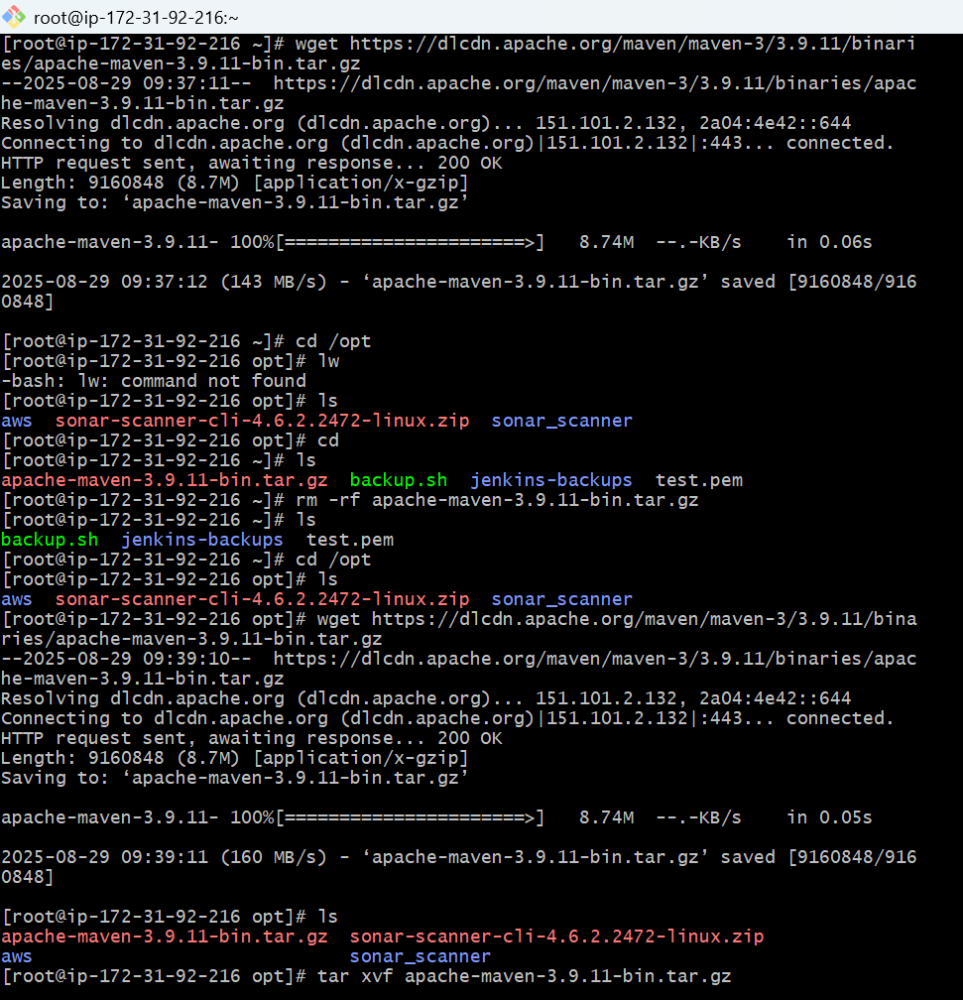 root@ip-172-31-92-216:~
[root@ip-172-31-92-216 ~]# wget https://dlcdn.apache.org/maven/maven-3/3.9.11/binari
es/apache-maven-3.9.11-bin.tar.gz
--2025-08-29 09:37:11--  https://dlcdn.apache.org/maven/maven-3/3.9.11/binaries/apac
he-maven-3.9.11-bin.tar.gz
Resolving dlcdn.apache.org (dlcdn.apache.org)... 151.101.2.132, 2a04:4e42::644
Connecting to dlcdn.apache.org (dlcdn.apache.org)|151.101.2.132|:443... connected.
HTTP request sent, awaiting response... 200 OK
Length: 9160848 (8.7M) [application/x-gzip]
Saving to: ‘apache-maven-3.9.11-bin.tar.gz’

apache-maven-3.9.11- 100%[======================>]   8.74M  --.-KB/s    in 0.06s

2025-08-29 09:37:12 (143 MB/s) - ‘apache-maven-3.9.11-bin.tar.gz’ saved [9160848/916
0848]

[root@ip-172-31-92-216 ~]# cd /opt
[root@ip-172-31-92-216 opt]# lw
-bash: lw: command not found
[root@ip-172-31-92-216 opt]# ls
aws  sonar-scanner-cli-4.6.2.2472-linux.zip  sonar_scanner
[root@ip-172-31-92-216 opt]# cd
[root@ip-172-31-92-216 ~]# ls
apache-maven-3.9.11-bin.tar.gz  backup.sh  jenkins-backups  test.pem
[root@ip-172-31-92-216 ~]# rm -rf apache-maven-3.9.11-bin.tar.gz
[root@ip-172-31-92-216 ~]# ls
backup.sh  jenkins-backups  test.pem
[root@ip-172-31-92-216 ~]# cd /opt
[root@ip-172-31-92-216 opt]# ls
aws  sonar-scanner-cli-4.6.2.2472-linux.zip  sonar_scanner
[root@ip-172-31-92-216 opt]# wget https://dlcdn.apache.org/maven/maven-3/3.9.11/bina
ries/apache-maven-3.9.11-bin.tar.gz
--2025-08-29 09:39:10--  https://dlcdn.apache.org/maven/maven-3/3.9.11/binaries/apac
he-maven-3.9.11-bin.tar.gz
Resolving dlcdn.apache.org (dlcdn.apache.org)... 151.101.2.132, 2a04:4e42::644
Connecting to dlcdn.apache.org (dlcdn.apache.org)|151.101.2.132|:443... connected.
HTTP request sent, awaiting response... 200 OK
Length: 9160848 (8.7M) [application/x-gzip]
Saving to: ‘apache-maven-3.9.11-bin.tar.gz’

apache-maven-3.9.11- 100%[======================>]   8.74M  --.-KB/s    in 0.05s

2025-08-29 09:39:11 (160 MB/s) - ‘apache-maven-3.9.11-bin.tar.gz’ saved [9160848/916
0848]

[root@ip-172-31-92-216 opt]# ls
apache-maven-3.9.11-bin.tar.gz  sonar-scanner-cli-4.6.2.2472-linux.zip
aws                             sonar_scanner
[root@ip-172-31-92-216 opt]# tar xvf apache-maven-3.9.11-bin.tar.gz